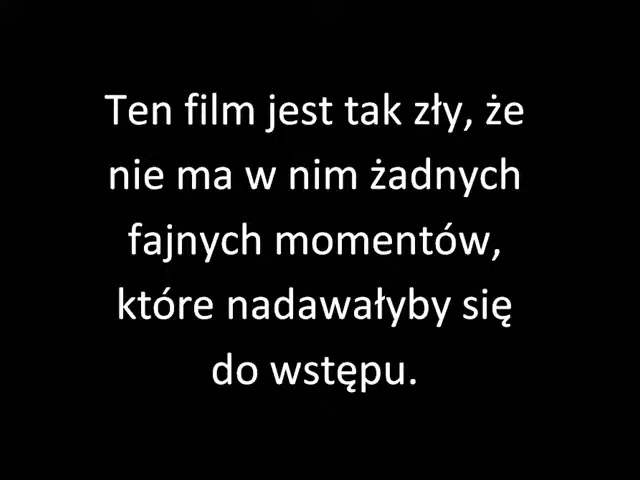 Ten film jest tak zły, że
nie ma w nim żadnych
fajnych momentów,
które nadawałyby się
do wstępu.